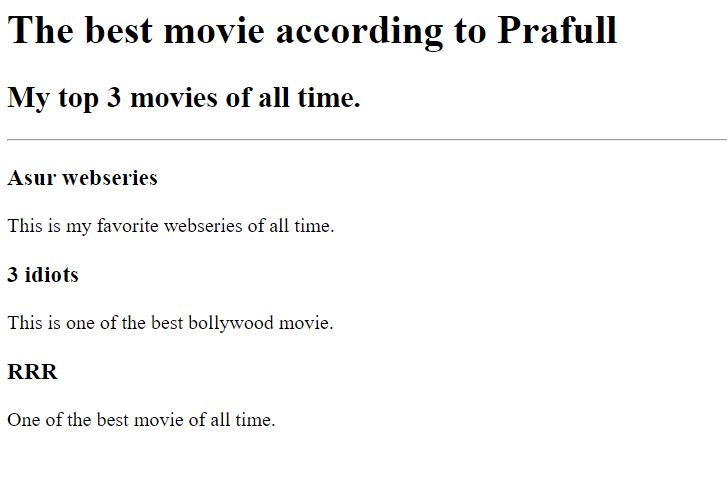 The best movie according to Prafull
My top 3 movies of all time.
Asur webseries
This is my favorite webseries of all time.
3 idiots
This is one of the best bollywood movie.
RRR
One of the best movie of all time.